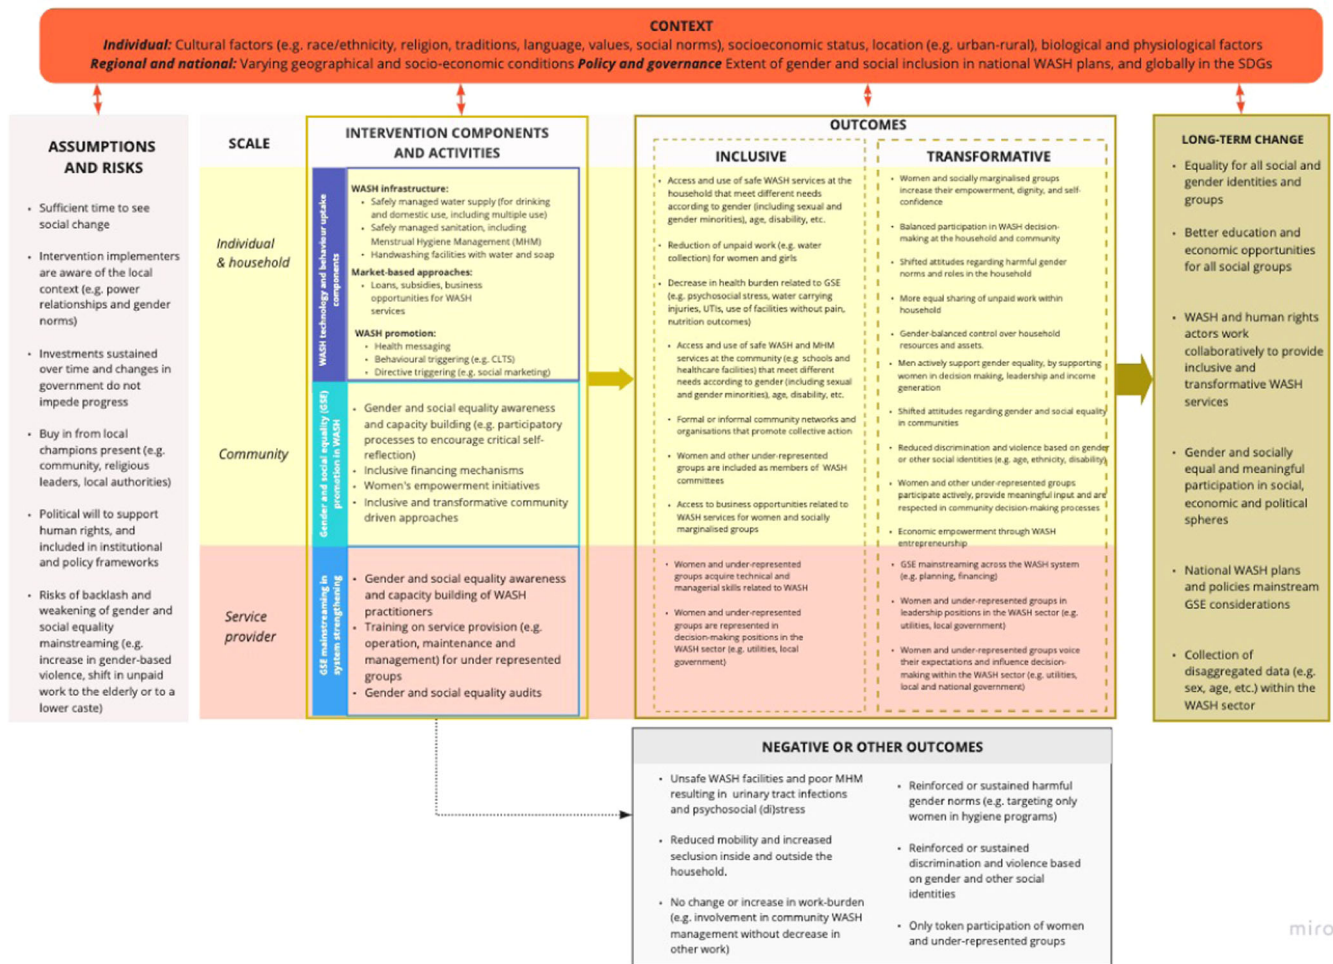 CONTEXT
Individual: Cultural factors (e.g. race/ethnicity, religion, traditions, language, values, social norms), socioeconomic status, location (e.g. urban-rural), biological and physiological factors
Regional and national: Varying geographical and socio-economic conditions Policy and governance Extent of gender and social inclusion in national WASH plans, and globally in the SDGs
ASSUMPTIONS
AND RISKS
• Sufficient time to see
social change
• Intervention implementers
are aware of the local
context (e.g. power
relationships and gender
norms)
• Investments sustained
over time and changes in
government do not
impede progress
• Buy in from local
champions present (e.g.
community, religious
leaders, local authorities)
• Political will to support
human rights, and
included in institutional
and policy frameworks
• Risks of backlash and
weakening of gender and
social equality
mainstreaming (e.g.
increase in gender-based
violence, shift in unpaid
work to the elderly or to a
lower caste)
SCALE
Individual
& household
Community
Service
provider
INTERVENTION COMPONENTS
AND ACTIVITIES
WASH technology and behaviour uptake
components
WASH infrastructure:
• Safely managed water supply (for drinking
and domestic use, including multiple use)
• Safely managed sanitation, including
Menstrual Hygiene Management (MHM)
• Handwashing facilities with water and soap
Market-based approaches:
• Loans, subsidies, business
opportunities for WASH
services
WASH promotion:
• Health messaging
• Behavioural triggering (e.g. CLTS)
• Directive triggering (e.g. social marketing)
Gender and social equality (GSE)
promotion in WASH
• Gender and social equality awareness
and capacity building (e.g. participatory
processes to encourage critical self-
reflection)
• Inclusive financing mechanisms
• Women's empowerment initiatives
• Inclusive and transformative community
driven approaches
GSE mainstreaming in
system strengthening
• Gender and social equality awareness
and capacity building of WASH
practitioners
• Training on service provision (e.g.
operation, maintenance and
management) for under represented
groups
• Gender and social equality audits
OUTCOMES
INCLUSIVE
• Access and use of safe WASH services at the
household that meet different needs
according to gender (including sexual and
gender minorities), age, disability, etc.
• Reduction of unpaid work (e.g. water
collection) for women and girls
• Decrease in health burden related to GSE
(e.g. psychosocial stress, water carrying
injuries, UTIs, use of facilities without pain,
nutrition outcomes)
• Access and use of safe WASH and MHM
services at the community (e.g schools and
healthcare facilities) that meet different
needs according to gender (including sexual
and gender minorities), age, disability, etc.
• Formal or informal community networks and
organisations that promote collective action
• Women and other under-represented
groups are included as members of WASH
committees
• Access to business opportunities related to
WASH services for women and socially
marginalised groups
• Women and under-represented
groups acquire technical and
managerial skills related to WASH
• Women and under-represented
groups are represented in
decision-making positions in the
WASH sector (e.g. utilities, local
government)
TRANSFORMATIVE
• Women and socially marginalised groups
increase their empowerment, dignity, and self-
confidence
• Balanced participation in WASH decision-
making at the household and community
• Shifted attitudes regarding harmful gender
norms and roles in the household
• More equal sharing of unpaid work within
household
• Gender-balanced control over household
resources and assets.
• Men actively support gender equality, by supporting
women in decision making, leadership and income
generation
• Shifted attitudes regarding gender and social equality
in communities
• Reduced discrimination and violence based on gender
or other social identities (e.g. age, ethnicity, disability)
• Women and other under-represented groups
participate actively, provide meaningful input and are
respected in community decision-making processes
• Economic empowerment through WASH
entrepreneurship
• GSE mainstreaming across the WASH system
(e.g. planning, financing)
• Women and under-represented groups in
leadership positions in the WASH sector (e.g.
utilities, local government)
• Women and under-represented groups voice
their expectations and influence decision-
making within the WASH sector (e.g. utilities,
local and national government)
LONG-TERM CHANGE
• Equality for all social and
gender identities and
groups
• Better education and
economic opportunities
for all social groups
• WASH and human rights
actors work
collaboratively to provide
inclusive and
transformative WASH
services
• Gender and socially
equal and meaningful
participation in social,
economic and political
spheres
• National WASH plans
and policies mainstream
GSE considerations
• Collection of
disaggregated data (e.g.
sex, age, etc.) within the
WASH sector
NEGATIVE OR OTHER OUTCOMES
• Unsafe WASH facilities and poor MHM
resulting in urinary tract infections
and psychosocial (di)stress
• Reduced mobility and increased
seclusion inside and outside the
household.
• No change or increase in work-burden
(e.g. involvement in community WASH
management without decrease in
other work)
• Reinforced or sustained harmful
gender norms (e.g. targeting only
women in hygiene programs)
• Reinforced or sustained
discrimination and violence based
on gender and other social
identities
• Only token participation of women
and under-represented groups
miro